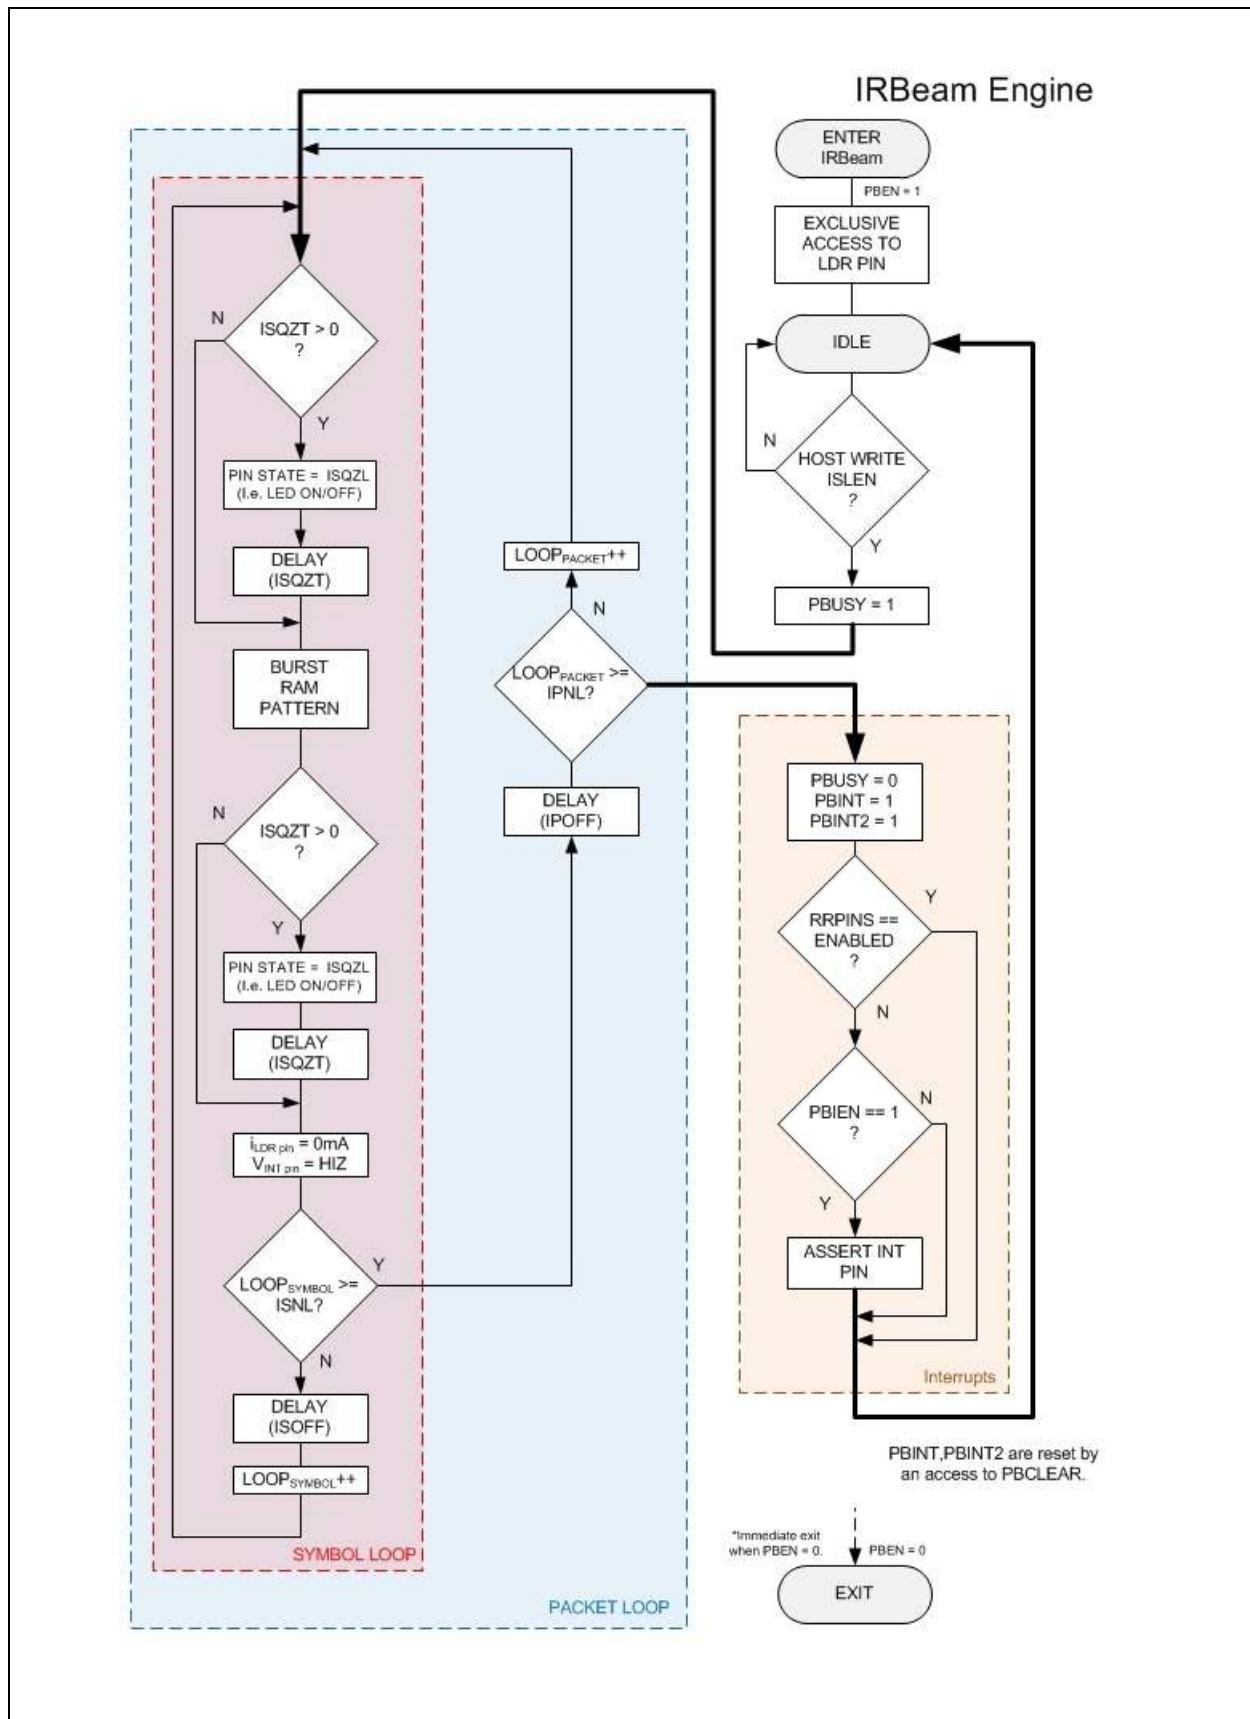 IRBeam Engine
ENTER
IRBeam
PBEN = 1
EXCLUSIVE
ACCESS TO
LDR PIN
IDLE
N
HOST WRITE
ISLEN
?
Y
PBUSY = 1
N
ISQZT > 0
?
Y
PIN STATE = ISQZL
(I.e. LED ON/OFF)
DELAY
(ISQZT)
BURST
RAM
PATTERN
N
ISQZT > 0
?
Y
PIN STATE = ISQZL
(I.e. LED ON/OFF)
DELAY
(ISQZT)
iLDR pin = 0mA
VINT pin = HIZ
LOOPSYMBOL >=
ISNL?
Y
N
DELAY
(ISOFF)
LOOPSYMBOL++
SYMBOL LOOP
LOOPPACKET++
N
LOOPPACKET >=
IPNL?
DELAY
(IPOFF)
PACKET LOOP
PBUSY = 0
PBINT = 1
PBINT2 = 1
Y
RRPINS ==
ENABLED
?
N
N
PBIEN == 1
?
Y
ASSERT INT
PIN
Interrupts
PBINT,PBINT2 are reset by
an access to PBCLEAR.
*Immediate exit
when PBEN = 0.
PBEN = 0
EXIT